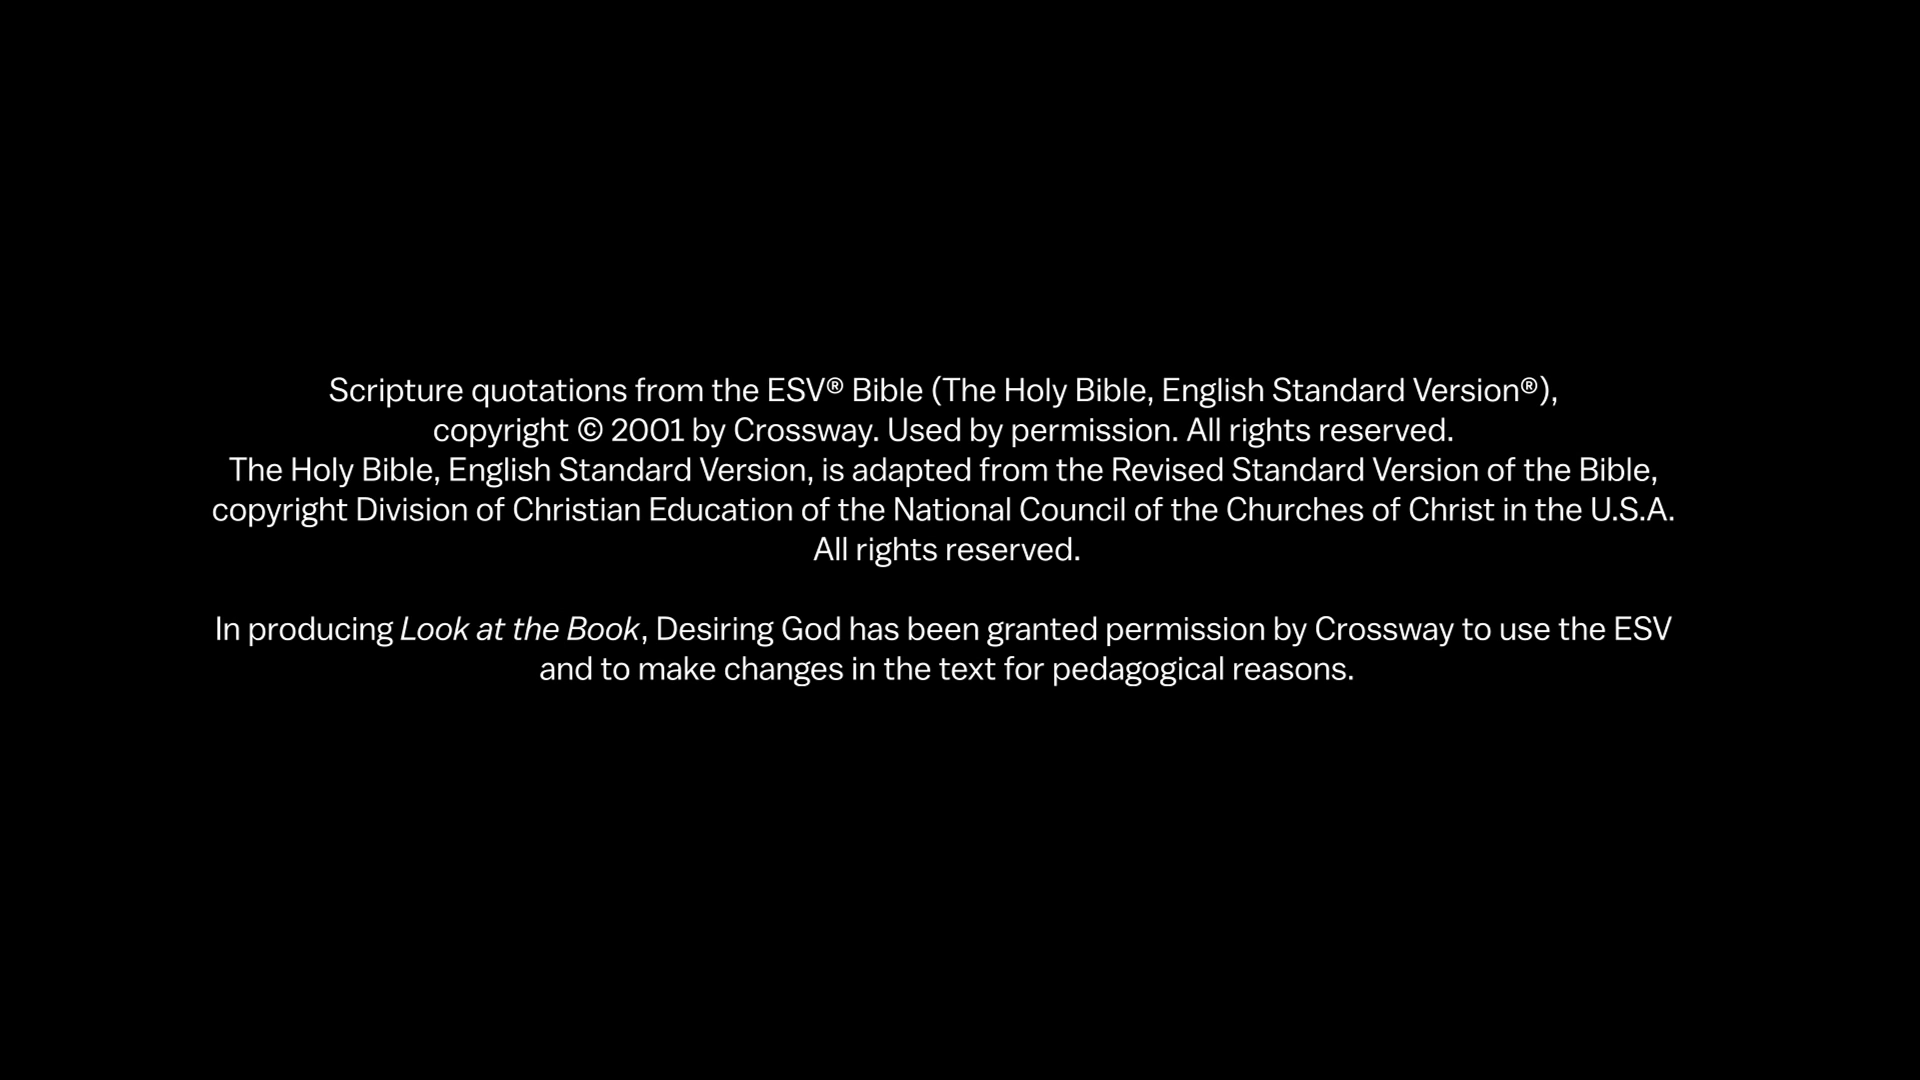 Scripture quotations from the ESV® Bible (The Holy Bible, English Standard Version®),
copyright © 2001 by Crossway. Used by permission. All rights reserved.
The Holy Bible, English Standard Version, is adapted from the Revised Standard Version of the Bible,
copyright Division of Christian Education of the National Council of the Churches of Christ in the U.S.A.
All rights reserved.
In producing Look at the Book, Desiring God has been granted permission by Crossway to use the ESV
and to make changes in the text for pedagogical reasons.